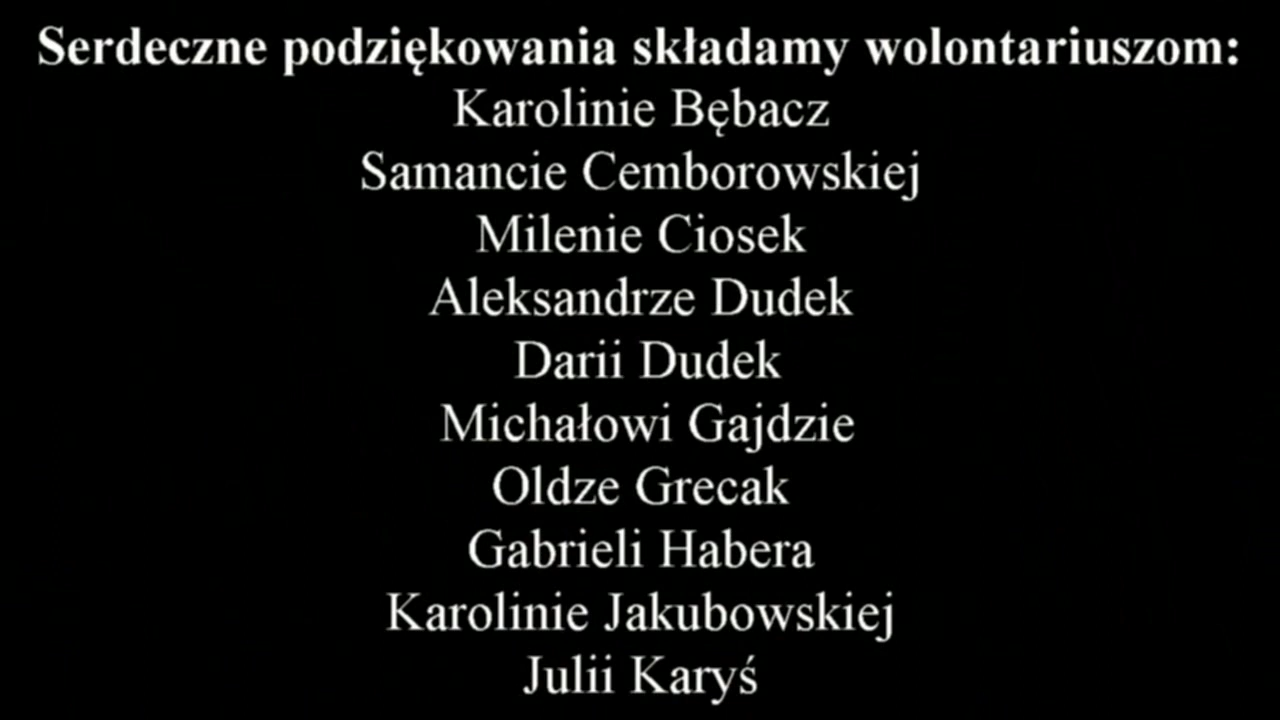 Serdeczne podziękowania składamy wolontariuszom:
Karolinie Bębacz
Samancie Cemborowskiej
Milenie Ciosek
Aleksandrze Dudek
Darii Dudek
Michałowi Gajdzie
Oldze Grecak
Gabrieli Habera
Karolinie Jakubowskiej
Julii Karyś